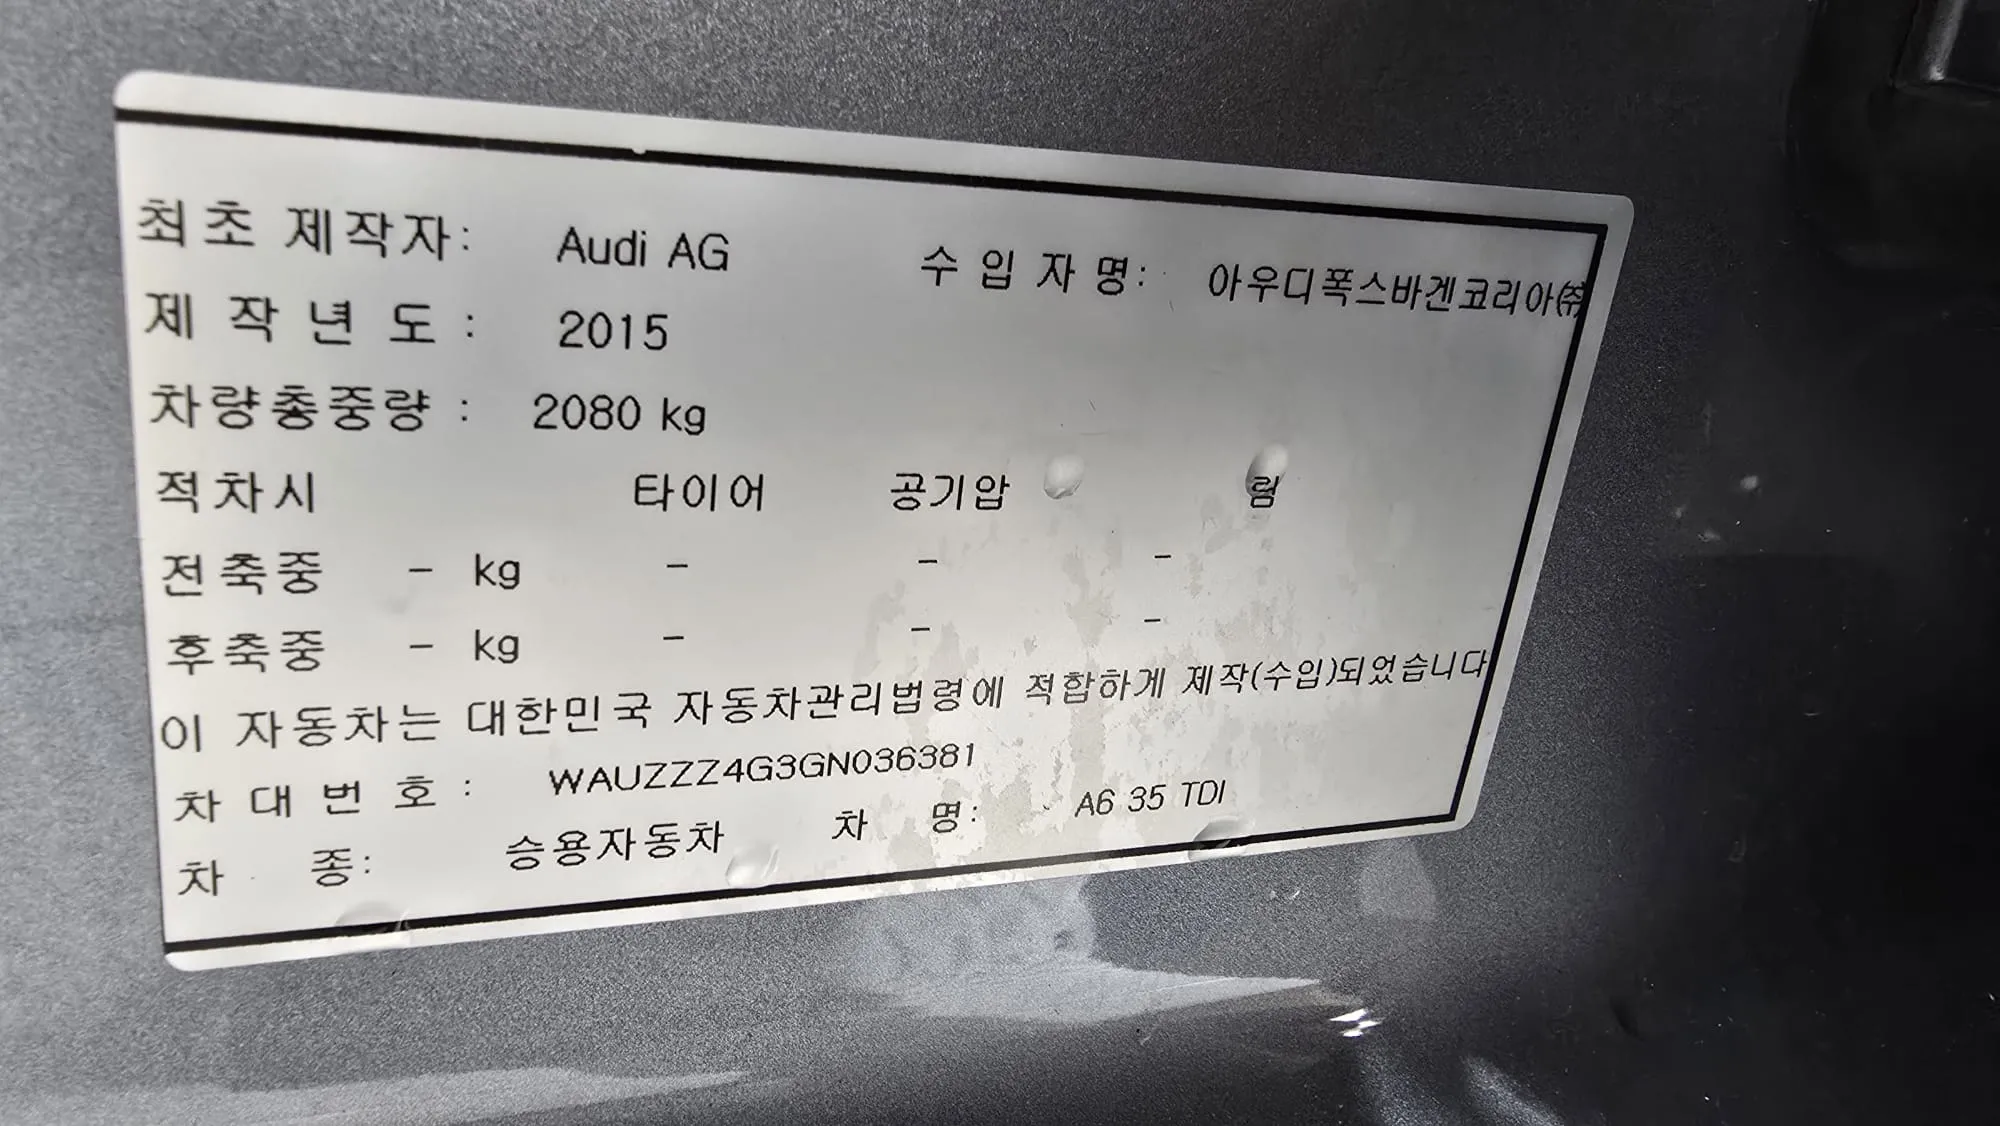 최초 제작자: Audi AG 수입자명: 아우디폭스바겐코리아㈜
제작년도: 2015
차량총중량: 2080 kg
적차시 타이어 공기압 림
전축중 - kg - - -
후축중 - kg - - -
이 자동차는 대한민국 자동차관리법령에 적합하게 제작(수입)되었습니다
차대번호: WAUZZZ4G3GN036381
차종: 승용자동차 차명: A6 35 TDI